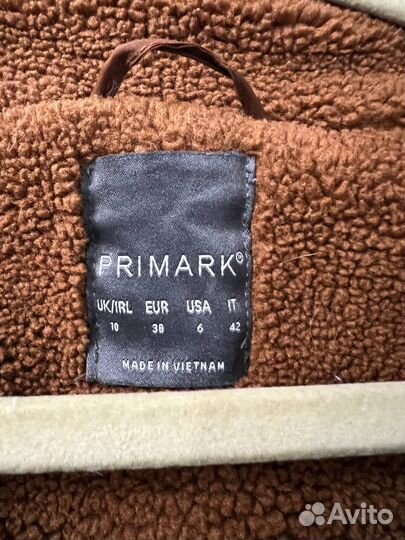 PRIMARK®
UK/IRL EUR USA IT
10 38 6 42
MADE IN VIETNAM
Avito